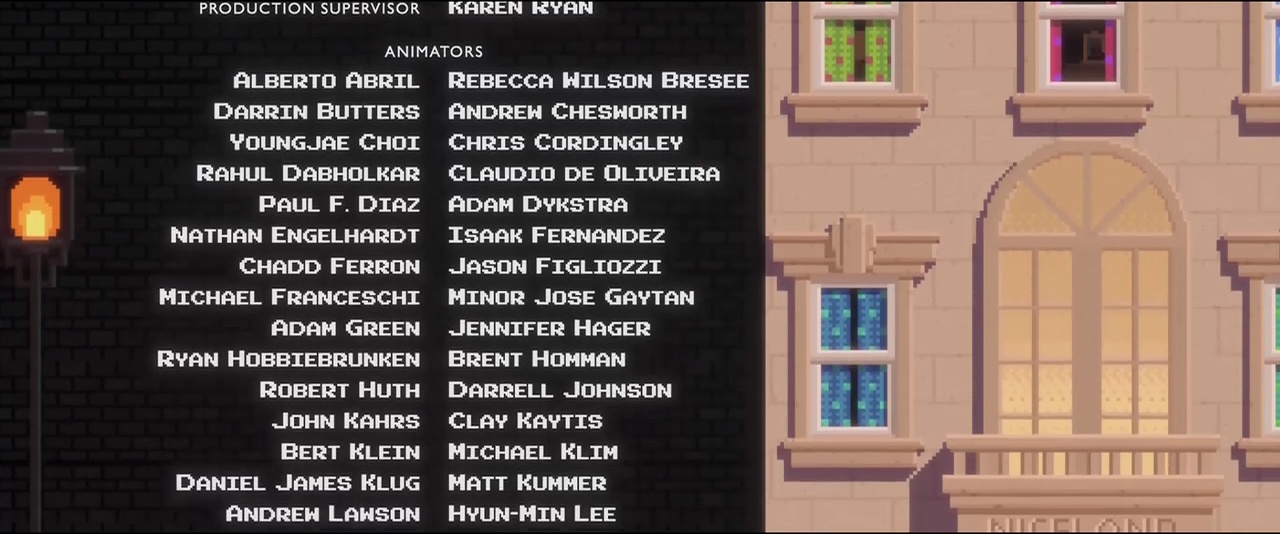 PRODUCTION SUPERVISOR KAREN RYAN
ANIMATORS
ALBERTO ABRIL REBECCA WILSON BRESEE
DARRIN BUTTERS ANDREW CHESWORTH
YOUNGJAE CHOI CHRIS CORDINGLEY
RAHUL DABHOLKAR CLAUDIO DE OLIVEIRA
PAUL F. DIAZ ADAM DYKSTRA
NATHAN ENGELHARDT ISAAK FERNANDEZ
CHADD FERRON JASON FIGLIOZZI
MICHAEL FRANCESCHI MINOR JOSE GAYTAN
ADAM GREEN JENNIFER HAGER
RYAN HOBBIEBRUNKEN BRENT HOMMAN
ROBERT HUTH DARRELL JOHNSON
JOHN KAHRS CLAY KAYTIS
BERT KLEIN MICHAEL KLIM
DANIEL JAMES KLUG MATT KUMMER
ANDREW LAWSON HYUN-MIN LEE
NICELAND